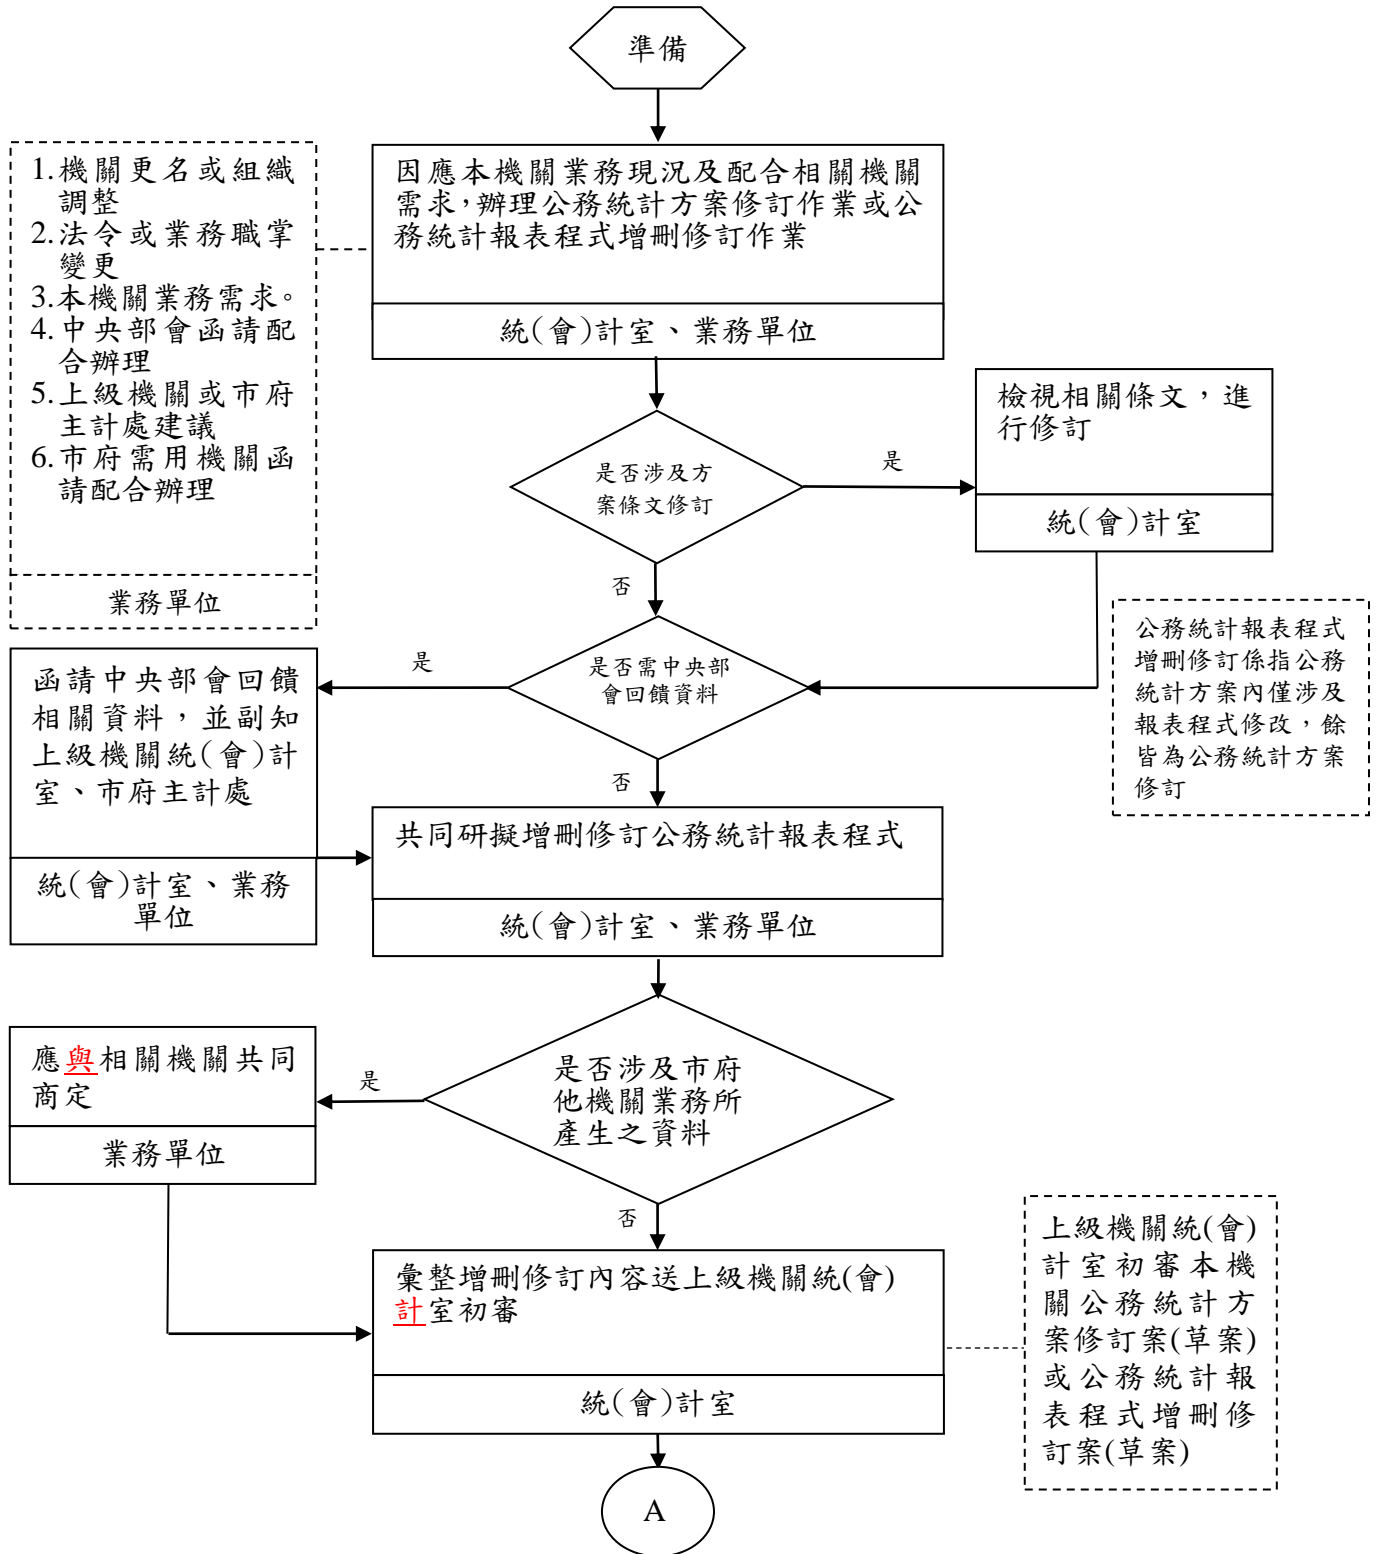 準備
1.機關更名或組織
調整
2.法令或業務職掌
變更
3.本機關業務需求。
4.中央部會函請配
合辦理
5.上級機關或市府
主計處建議
6.市府需用機關函
請配合辦理
業務單位
因應本機關業務現況及配合相關機關
需求，辦理公務統計方案修訂作業或公
務統計報表程式增刪修訂作業
統(會)計室、業務單位
是否涉及方
案條文修訂
是
檢視相關條文，進
行修訂
統(會)計室
否
公務統計報表程式
增刪修訂係指公務
統計方案內僅涉及
報表程式修改，餘
皆為公務統計方案
修訂
是否需中央部
會回饋資料
是
函請中央部會回饋
相關資料，並副知
上級機關統(會)計
室、市府主計處
統(會)計室、業務
單位
否
共同研擬增刪修訂公務統計報表程式
統(會)計室、業務單位
是否涉及市府
他機關業務所
產生之資料
是
應與相關機關共同
商定
業務單位
否
彙整增刪修訂內容送上級機關統(會)
計室初審
統(會)計室
上級機關統(會)
計室初審本機
關公務統計方
案修訂案(草案)
或公務統計報
表程式增刪修
訂案(草案)
A